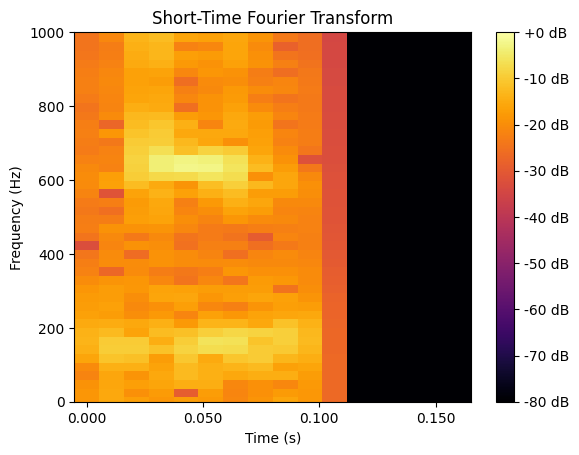 Short-Time Fourier Transform
Frequency (Hz)
1000
800
600
400
200
0
0.000
0.050
0.100
0.150
Time (s)
+0 dB
-10 dB
-20 dB
-30 dB
-40 dB
-50 dB
-60 dB
-70 dB
-80 dB